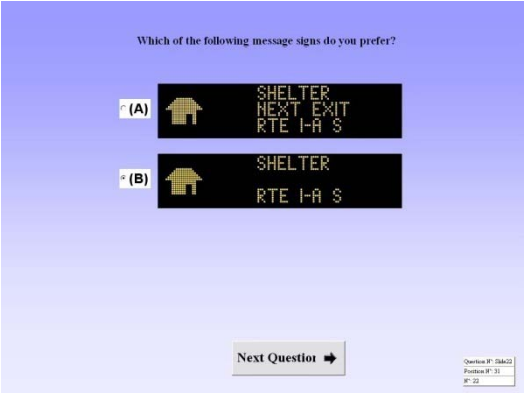 Which of the following message signs do you prefer?
(A)
SHELTER
NEXT EXIT
RTE I-A S
(B)
SHELTER
RTE I-A S
Next Question
Question N°: Slide22
Position N°: 31
N°: 22